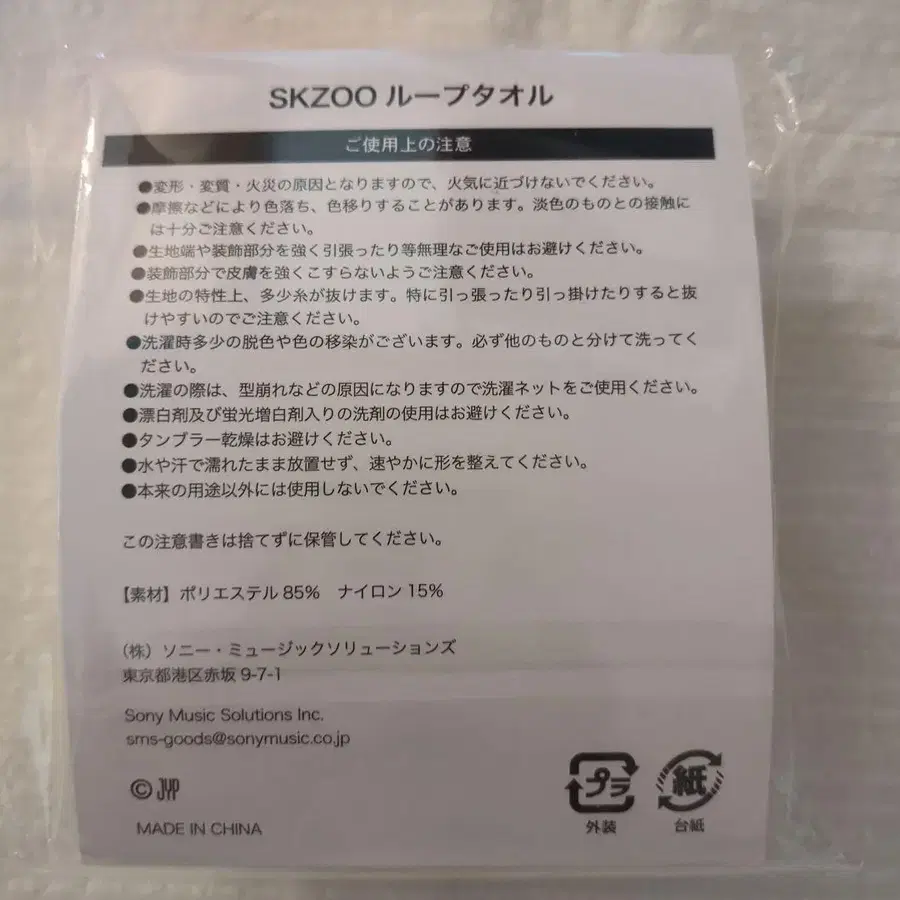 SKZOO ループタオル
ご使用上の注意
●変形・変質・火災の原因となりますので、火気に近づけないでください。
●摩擦などにより色落ち、色移りすることがあります。淡色のものとの接触に
は十分ご注意ください。
●生地端や装飾部分を強く引張ったり等無理なご使用はお避けください。
●装飾部分で皮膚を強くこすらないようご注意ください。
●生地の特性上、多少糸が抜けます。特に引っ張ったり引っ掛けたりすると抜
けやすいのでご注意ください。
●洗濯時多少の脱色や色の移染がございます。必ず他のものと分けて洗ってく
ださい。
●洗濯の際は、型崩れなどの原因になりますので洗濯ネットをご使用ください。
●漂白剤及び蛍光増白剤入りの洗剤の使用はお避けください。
●タンブラー乾燥はお避けください。
●水や汗で濡れたまま放置せず、速やかに形を整えてください。
●本来の用途以外には使用しないでください。
この注意書きは捨てずに保管してください。
【素材】ポリエステル 85%　ナイロン 15%
（株）ソニー・ミュージックソリューションズ
東京都港区赤坂 9-7-1
Sony Music Solutions Inc.
sms-goods@sonymusic.co.jp
© JYP
MADE IN CHINA
プラ 紙
外装 台紙